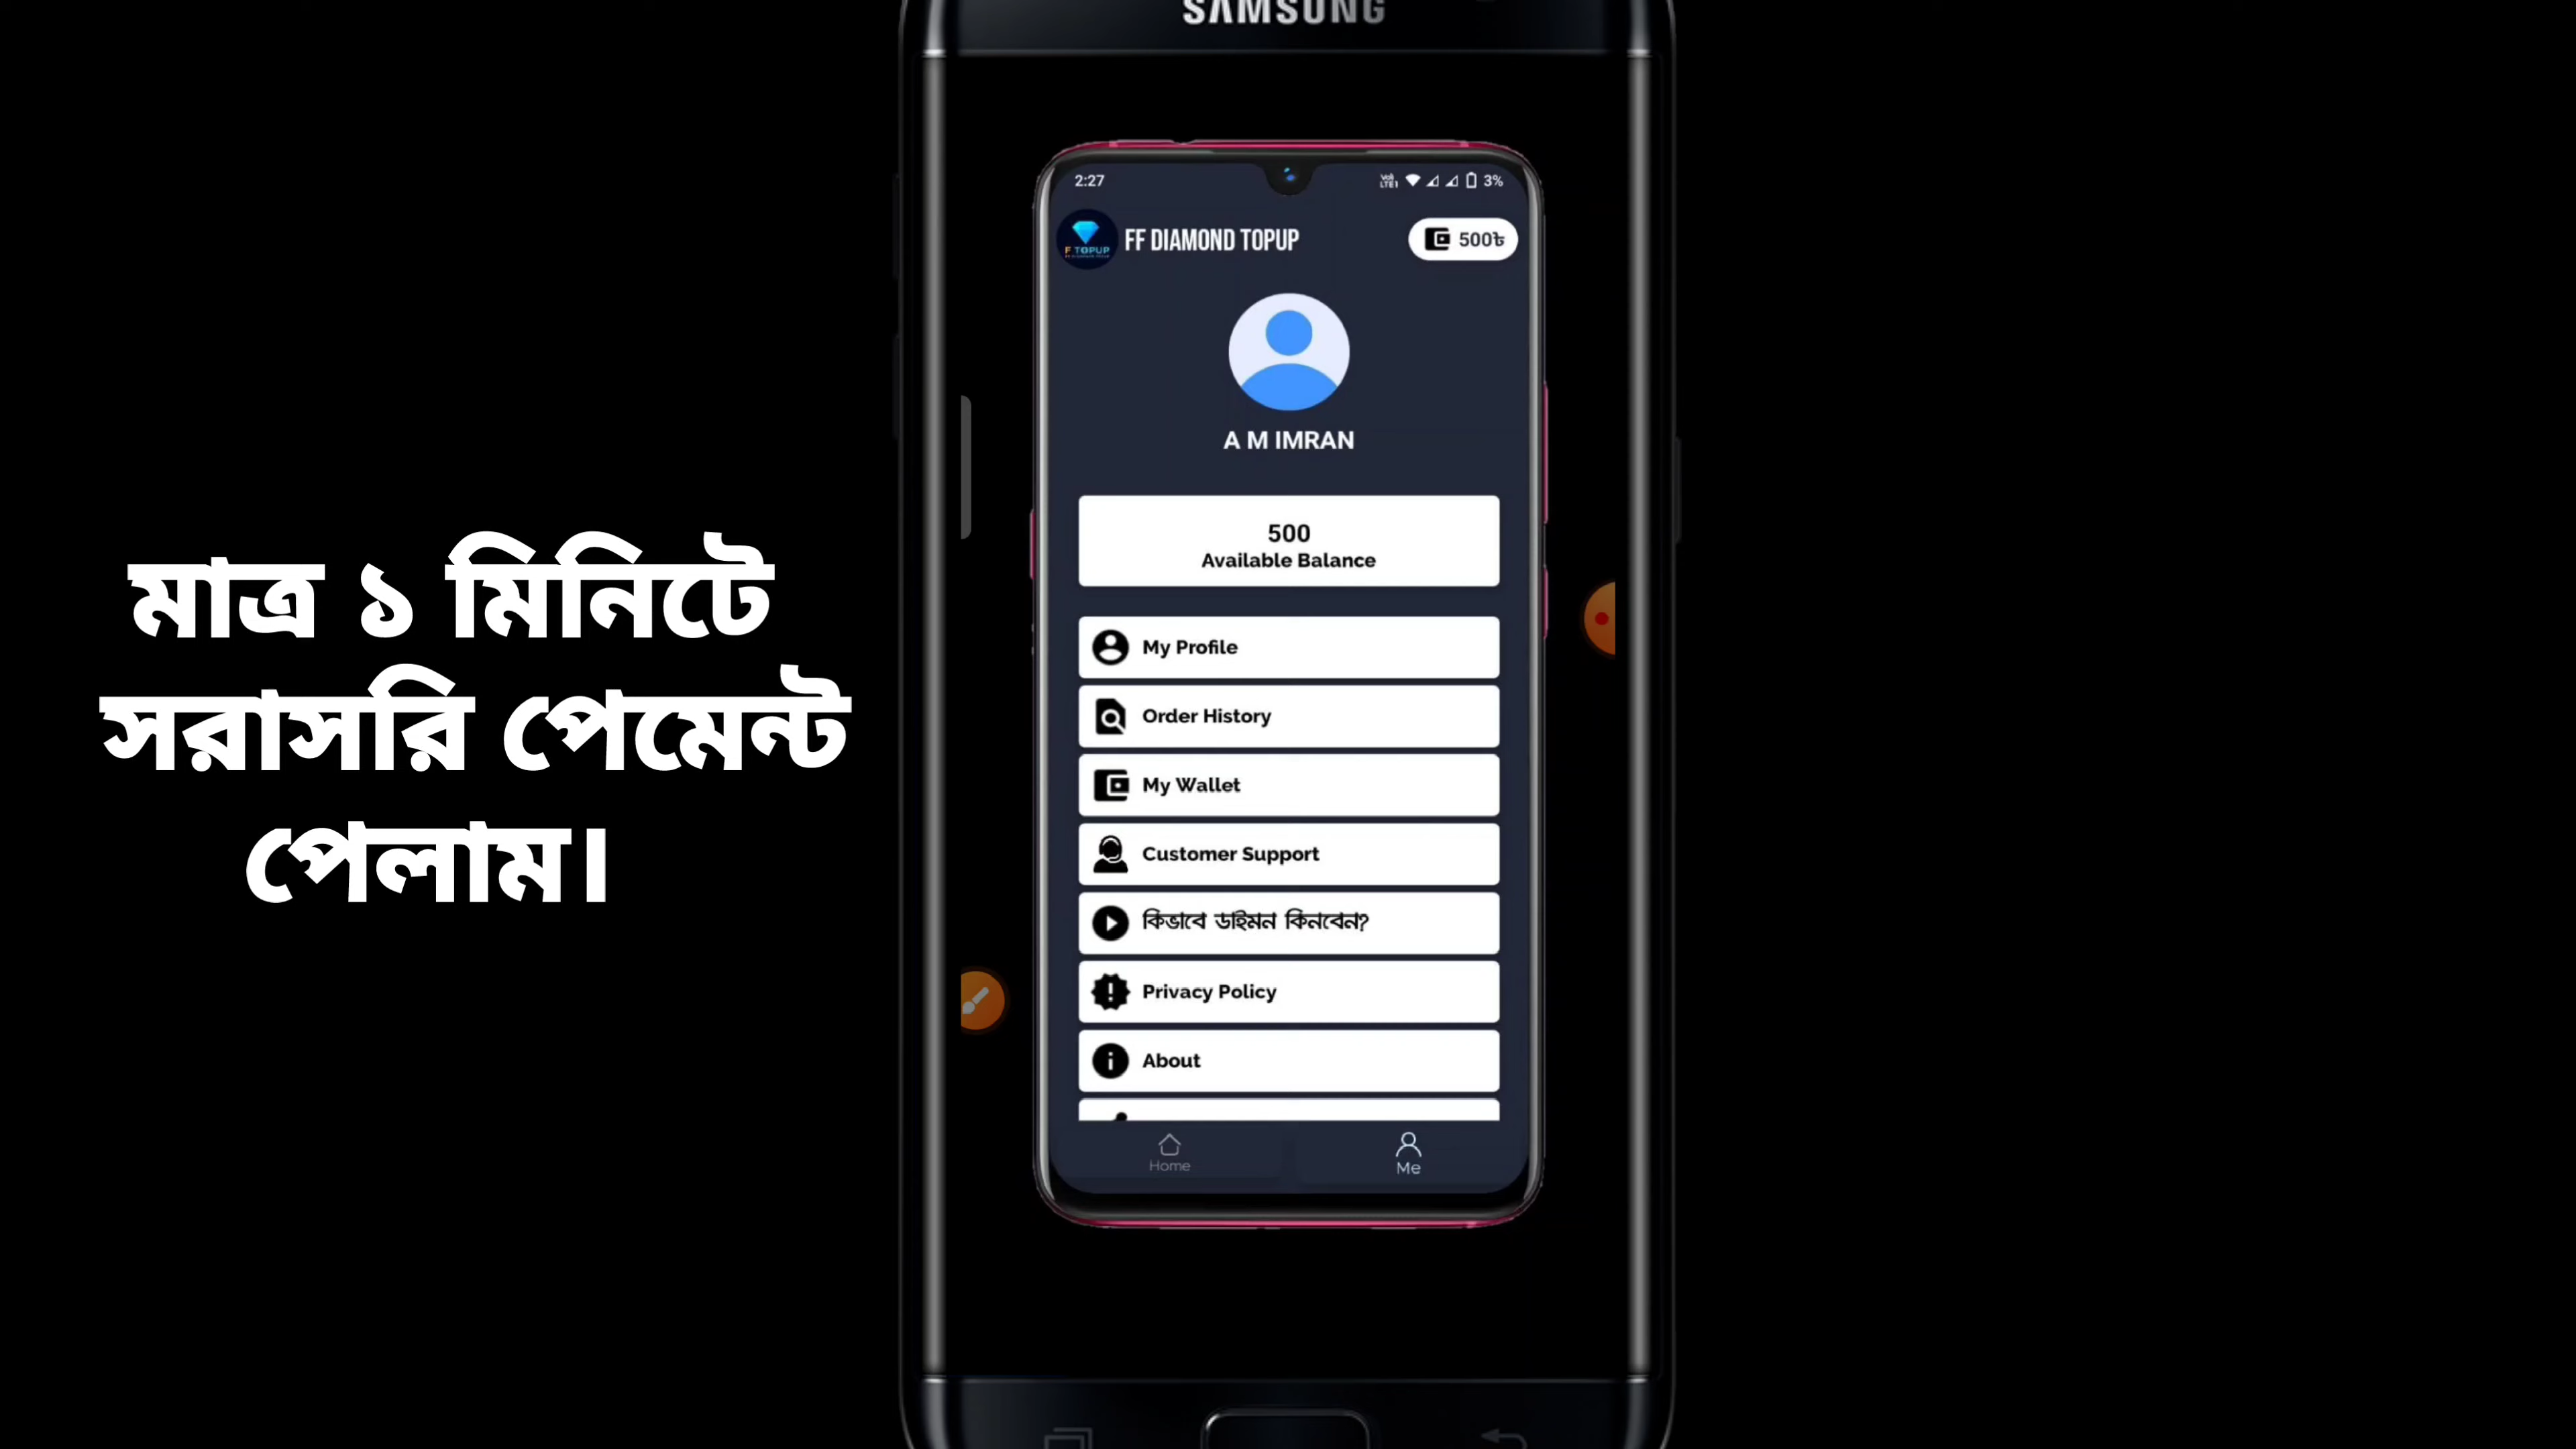 SAMSUNG
2:27
3%
F TOPUP
FF DIAMOND TOPUP
500৳
A M IMRAN
500
Available Balance
My Profile
Order History
My Wallet
Customer Support
কিভাবে ডাইমন কিনবেন?
Privacy Policy
About
Home
Me
মাত্র ১ মিনিটে
সরাসরি পেমেন্ট
পেলাম।